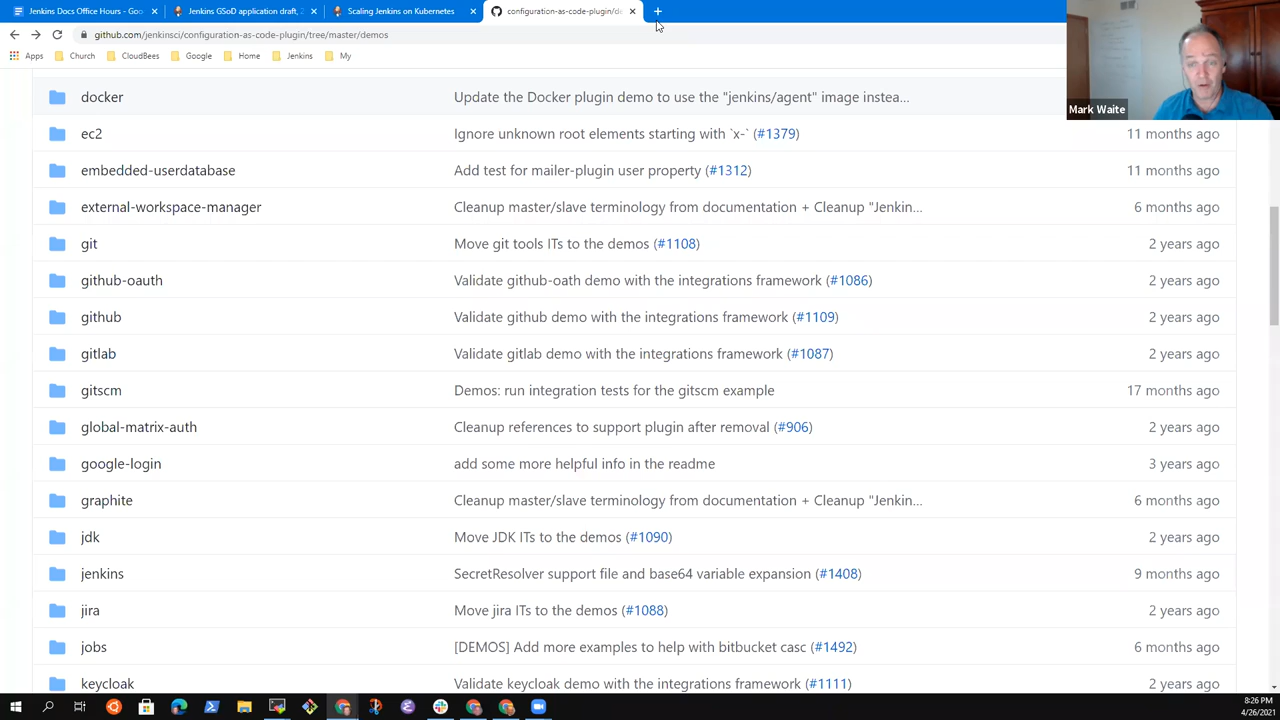 Jenkins Docs Office Hours - Goo
Jenkins GSoD application draft, 2
Scaling Jenkins on Kubernetes
configuration-as-code-plugin/de
github.com/jenkinsci/configuration-as-code-plugin/tree/master/demos
Apps Church CloudBees Google Home Jenkins My
docker Update the Docker plugin demo to use the "jenkins/agent" image instea…
Mark Waite
ec2 Ignore unknown root elements starting with `x-` (#1379) 11 months ago
embedded-userdatabase Add test for mailer-plugin user property (#1312) 11 months ago
external-workspace-manager Cleanup master/slave terminology from documentation + Cleanup "Jenkin… 6 months ago
git Move git tools ITs to the demos (#1108) 2 years ago
github-oauth Validate github-oath demo with the integrations framework (#1086) 2 years ago
github Validate github demo with the integrations framework (#1109) 2 years ago
gitlab Validate gitlab demo with the integrations framework (#1087) 2 years ago
gitscm Demos: run integration tests for the gitscm example 17 months ago
global-matrix-auth Cleanup references to support plugin after removal (#906) 2 years ago
google-login add some more helpful info in the readme 3 years ago
graphite Cleanup master/slave terminology from documentation + Cleanup "Jenkin… 6 months ago
jdk Move JDK ITs to the demos (#1090) 2 years ago
jenkins SecretResolver support file and base64 variable expansion (#1408) 9 months ago
jira Move jira ITs to the demos (#1088) 2 years ago
jobs [DEMOS] Add more examples to help with bitbucket casc (#1492) 6 months ago
keycloak Validate keycloak demo with the integrations framework (#1111) 2 years ago
8:26 PM
4/26/2021